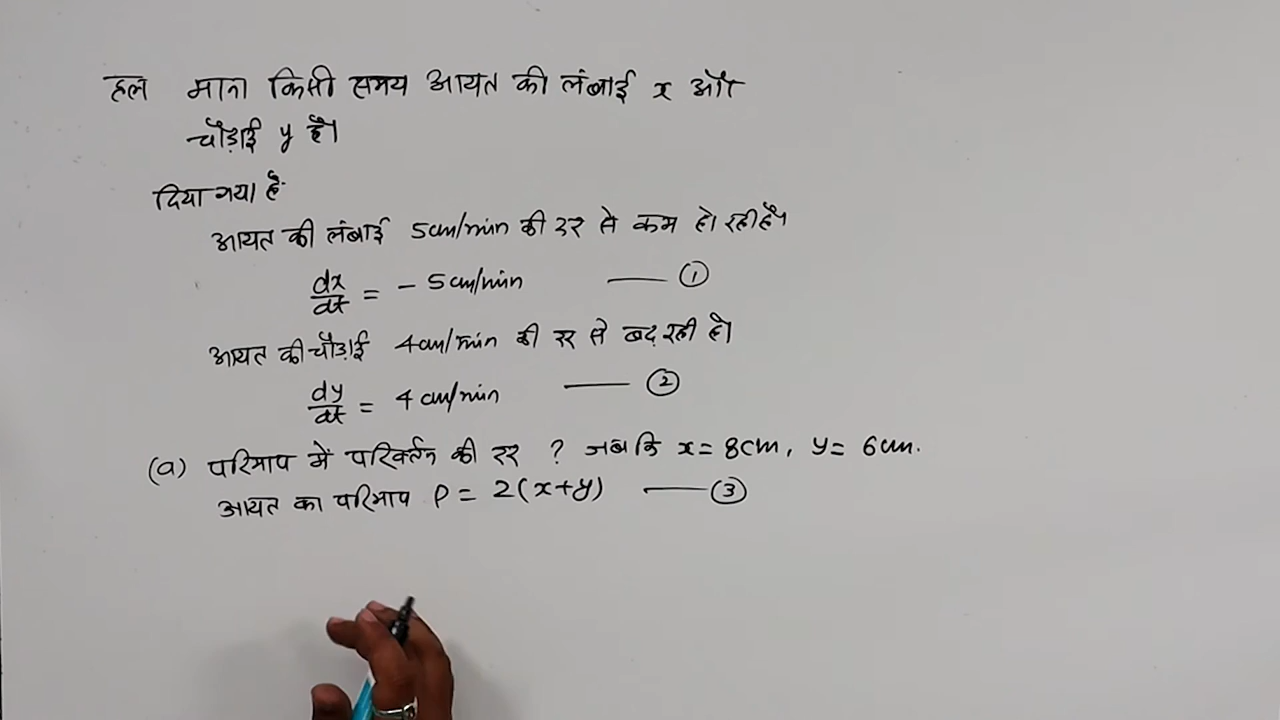 हल माना किसी समय आयत की लंबाई x और
चौड़ाई y है।
दिया गया है-
आयत की लंबाई 5cm/min की दर से कम हो रही है।
dx/dt = - 5cm/min —— ①
आयत की चौड़ाई 4cm/min की दर से बढ़ रही है।
dy/dt = 4cm/min —— ②
(a) परिमाप में परिवर्तन की दर ? जबकि x = 8cm, y = 6cm.
आयत का परिमाप P = 2(x+y) —— ③